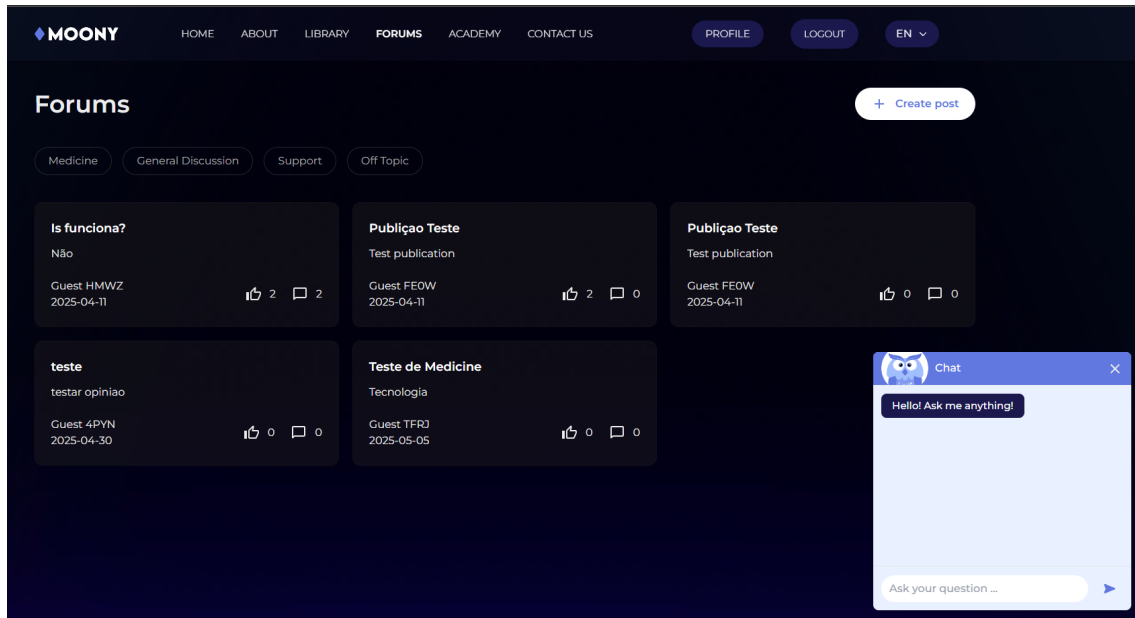 MOONY HOME ABOUT LIBRARY FORUMS ACADEMY CONTACT US PROFILE LOGOUT EN
Forums
+ Create post
Medicine General Discussion Support Off Topic
Is funciona?
Não
Guest HMWZ
2025-04-11
2 2
Publiçao Teste
Test publication
Guest FE0W
2025-04-11
2 0
Publiçao Teste
Test publication
Guest FE0W
2025-04-11
0 0
teste
testar opiniao
Guest 4PYN
2025-04-30
0 0
Teste de Medicine
Tecnologia
Guest TFRJ
2025-05-05
0 0
Chat
Hello! Ask me anything!
Ask your question ...